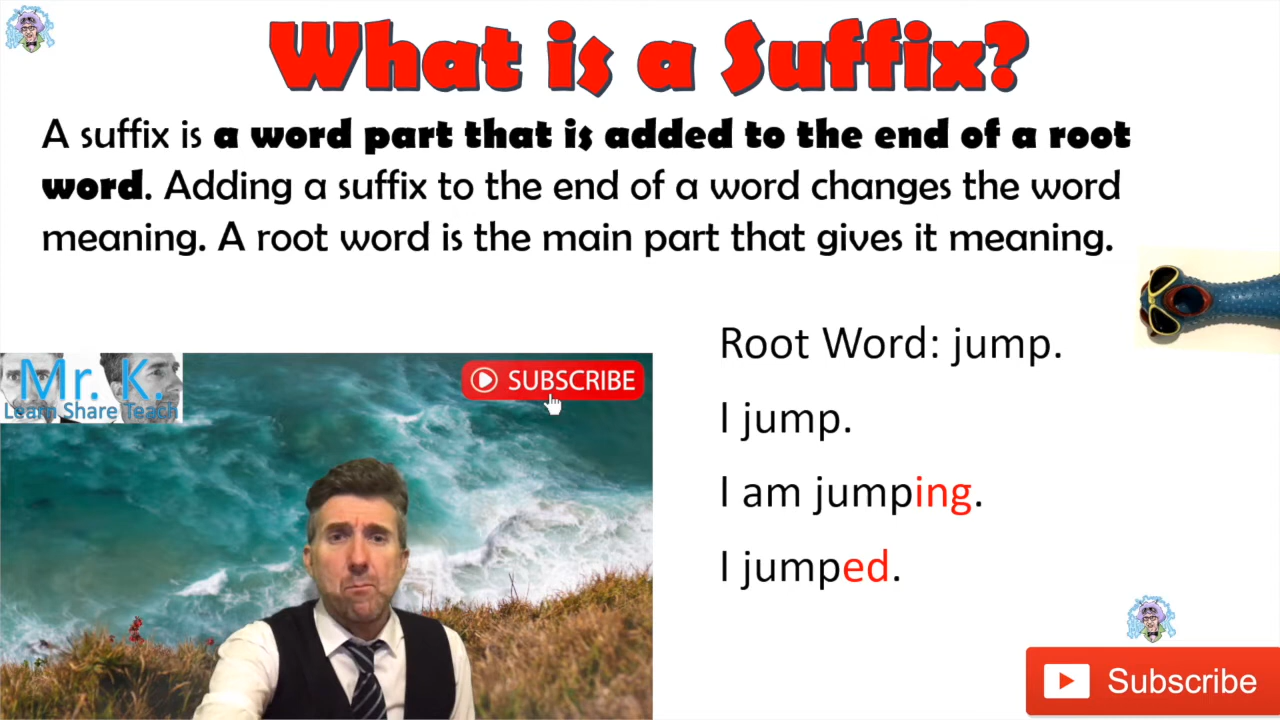 What is a Suffix?
A suffix is a word part that is added to the end of a root
word. Adding a suffix to the end of a word changes the word
meaning. A root word is the main part that gives it meaning.
Root Word: jump.
Mr. K.
Learn Share Teach
SUBSCRIBE
I jump.
I am jumping.
I jumped.
Subscribe